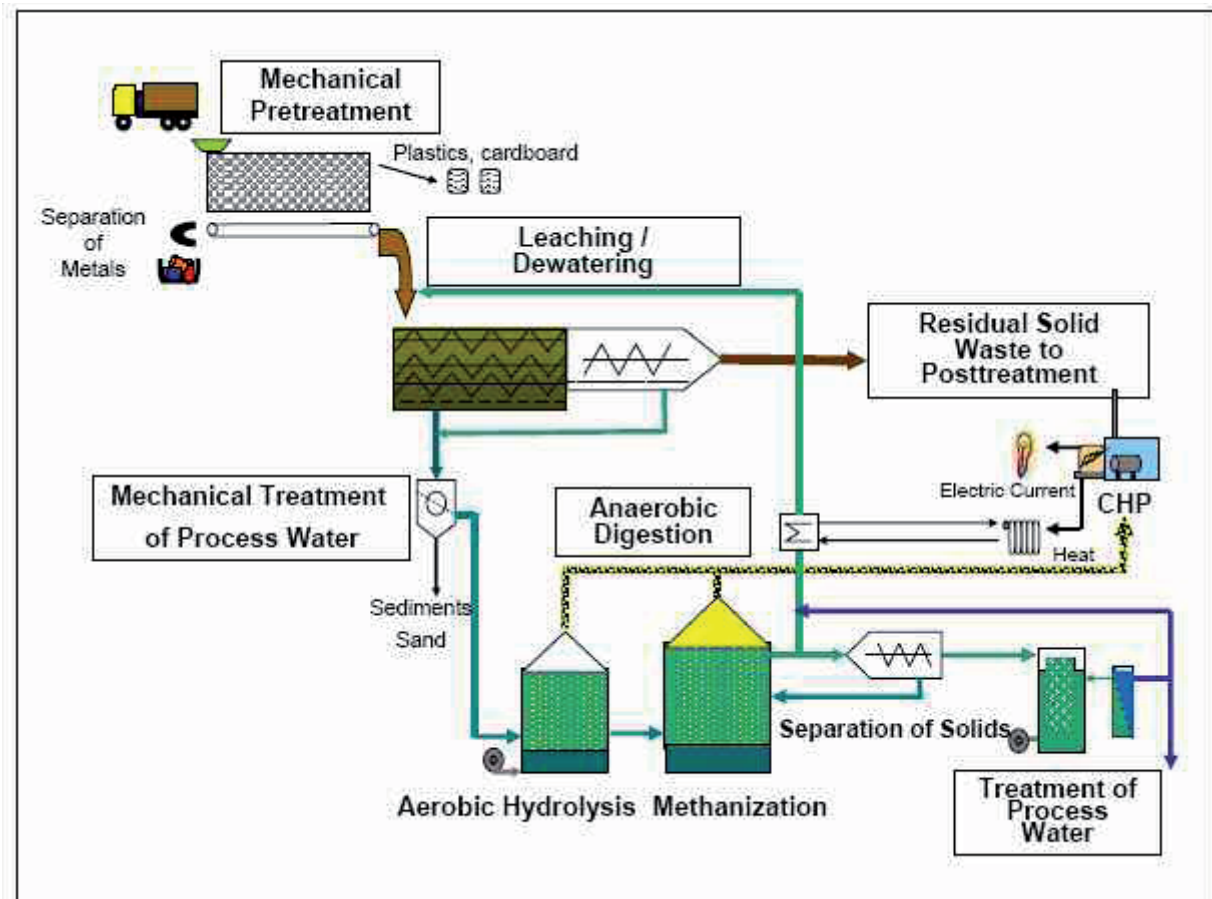 Mechanical
Pretreatment
Plastics, cardboard
Separation
of
Metals
Leaching /
Dewatering
Residual Solid
Waste to
Posttreatment
Mechanical Treatment
of Process Water
Anaerobic
Digestion
Electric Current
CHP
Heat
Sediments
Sand
Separation of Solids
Aerobic Hydrolysis
Methanization
Treatment of
Process
Water